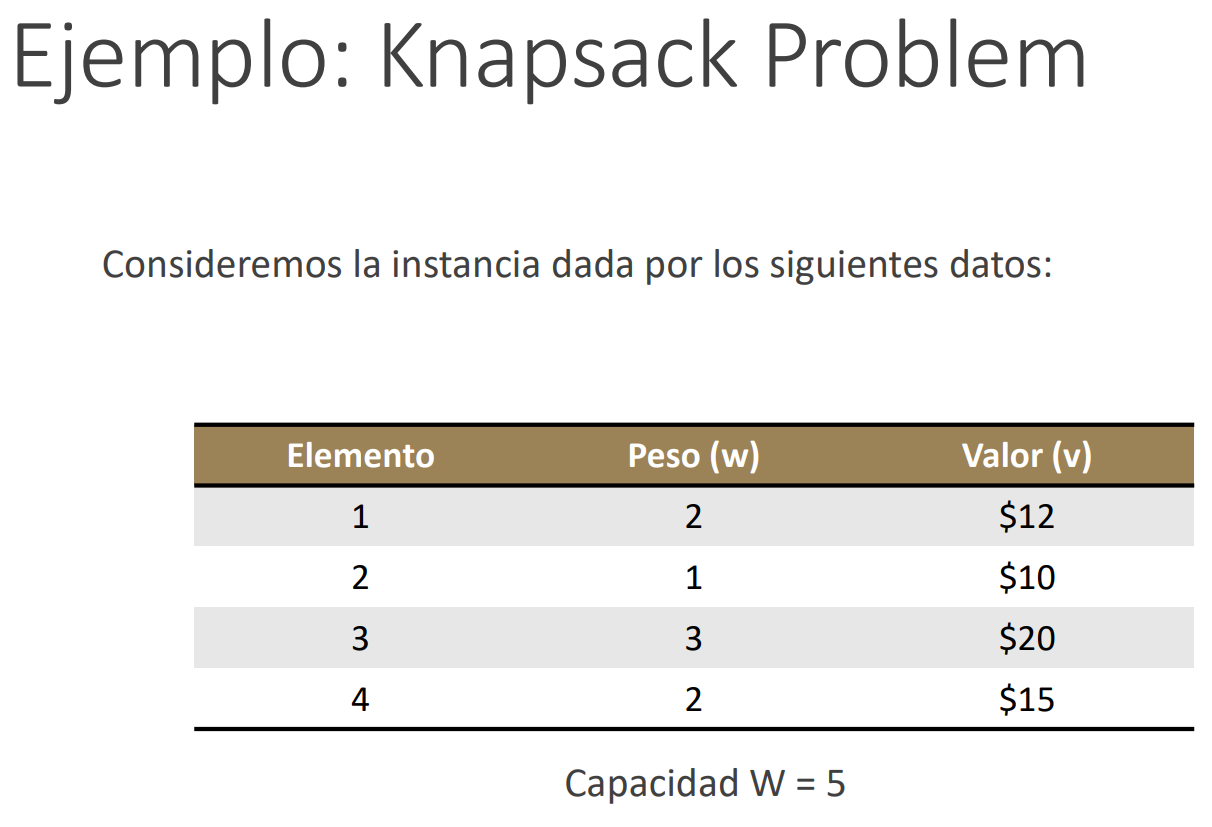 Ejemplo: Knapsack Problem
Consideremos la instancia dada por los siguientes datos:
Elemento Peso (w) Valor (v)
1 2 $12
2 1 $10
3 3 $20
4 2 $15
Capacidad W = 5